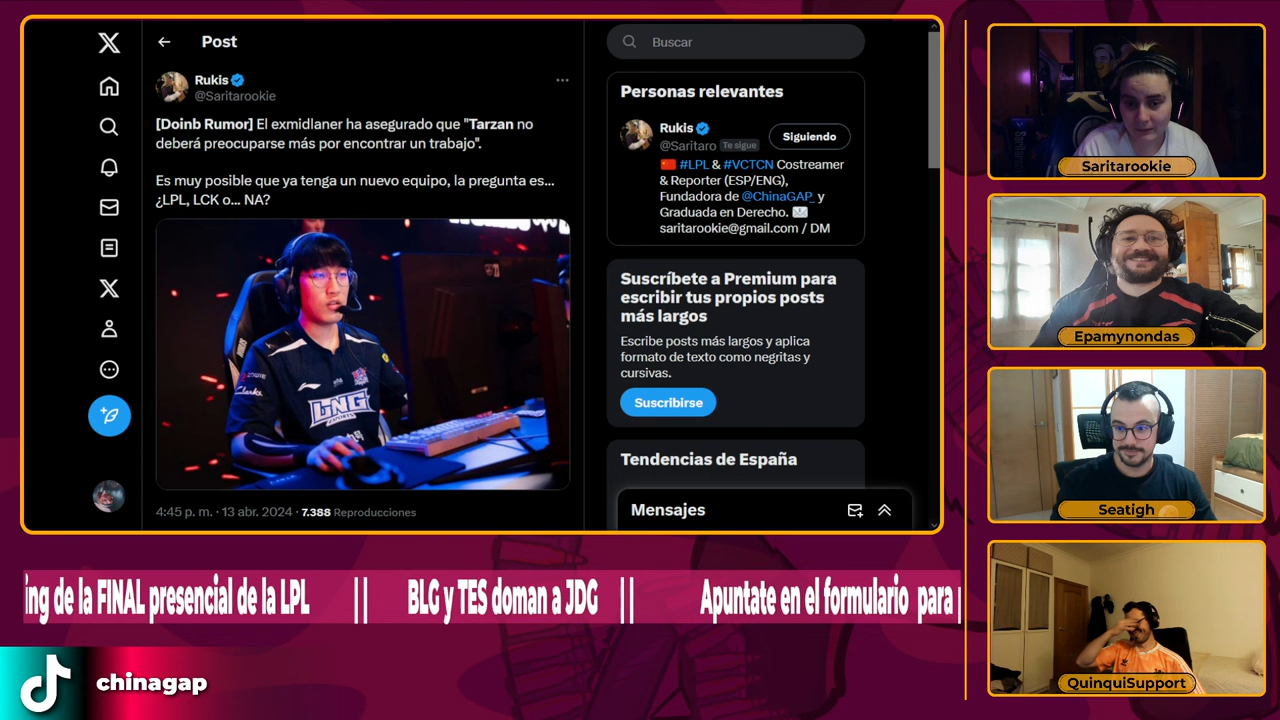 Post
Rukis
@Saritarookie
[Doinb Rumor] El exmidlaner ha asegurado que "Tarzan no
deberá preocuparse más por encontrar un trabajo".
Es muy posible que ya tenga un nuevo equipo, la pregunta es...
¿LPL, LCK o... NA?
LNG
ESPORTS
4:45 p. m. · 13 abr. 2024 · 7.388 Reproducciones
Buscar
Personas relevantes
Rukis
@Saritaro Te sigue
Siguiendo
#LPL & #VCTCN Costreamer
& Reporter (ESP/ENG),
Fundadora de @ChinaGAP_ y
Graduada en Derecho.
saritarookie@gmail.com / DM
Suscríbete a Premium para
escribir tus propios posts
más largos
Escribe posts más largos y aplica
formato de texto como negritas y
cursivas.
Suscribirse
Tendencias de España
Mensajes
Saritarookie
Epamynondas
Seatigh
QuinquiSupport
ing de la FINAL presencial de la LPL || BLG y TES doman a JDG || Apuntate en el formulario para p
chinagap